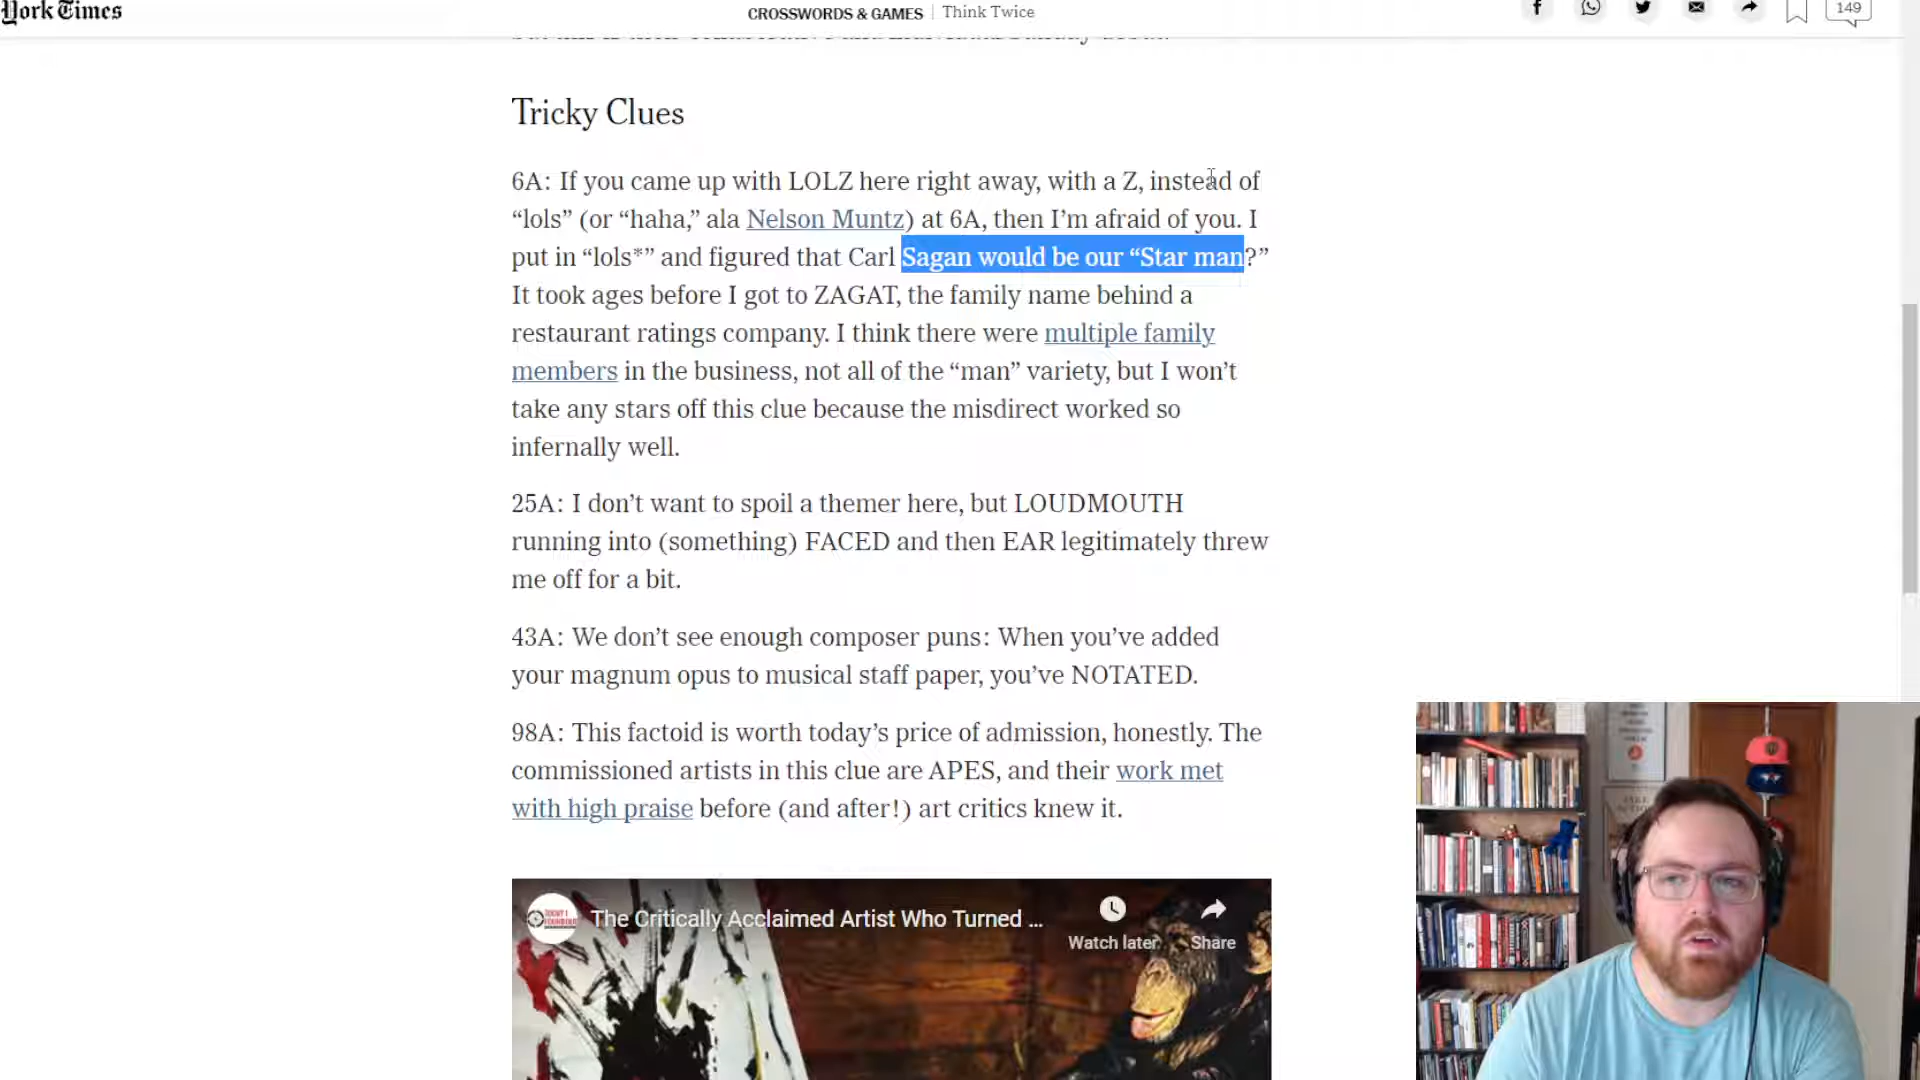 York Times
CROSSWORDS & GAMES | Think Twice
149
Tricky Clues
6A: If you came up with LOLZ here right away, with a Z, instead of
“lols” (or “haha,” ala Nelson Muntz) at 6A, then I’m afraid of you. I
put in “lols*” and figured that Carl Sagan would be our “Star man?”
It took ages before I got to ZAGAT, the family name behind a
restaurant ratings company. I think there were multiple family
members in the business, not all of the “man” variety, but I won’t
take any stars off this clue because the misdirect worked so
infernally well.
25A: I don’t want to spoil a themer here, but LOUDMOUTH
running into (something) FACED and then EAR legitimately threw
me off for a bit.
43A: We don’t see enough composer puns: When you’ve added
your magnum opus to musical staff paper, you’ve NOTATED.
98A: This factoid is worth today’s price of admission, honestly. The
commissioned artists in this clue are APES, and their work met
with high praise before (and after!) art critics knew it.
The Critically Acclaimed Artist Who Turned ...
Watch later
Share